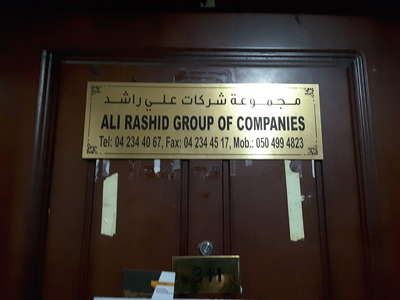 مجموعة شركات علي راشد
ALI RASHID GROUP OF COMPANIES
Tel: 04 234 40 67, Fax: 04 234 45 17, Mob.: 050 499 4823
311